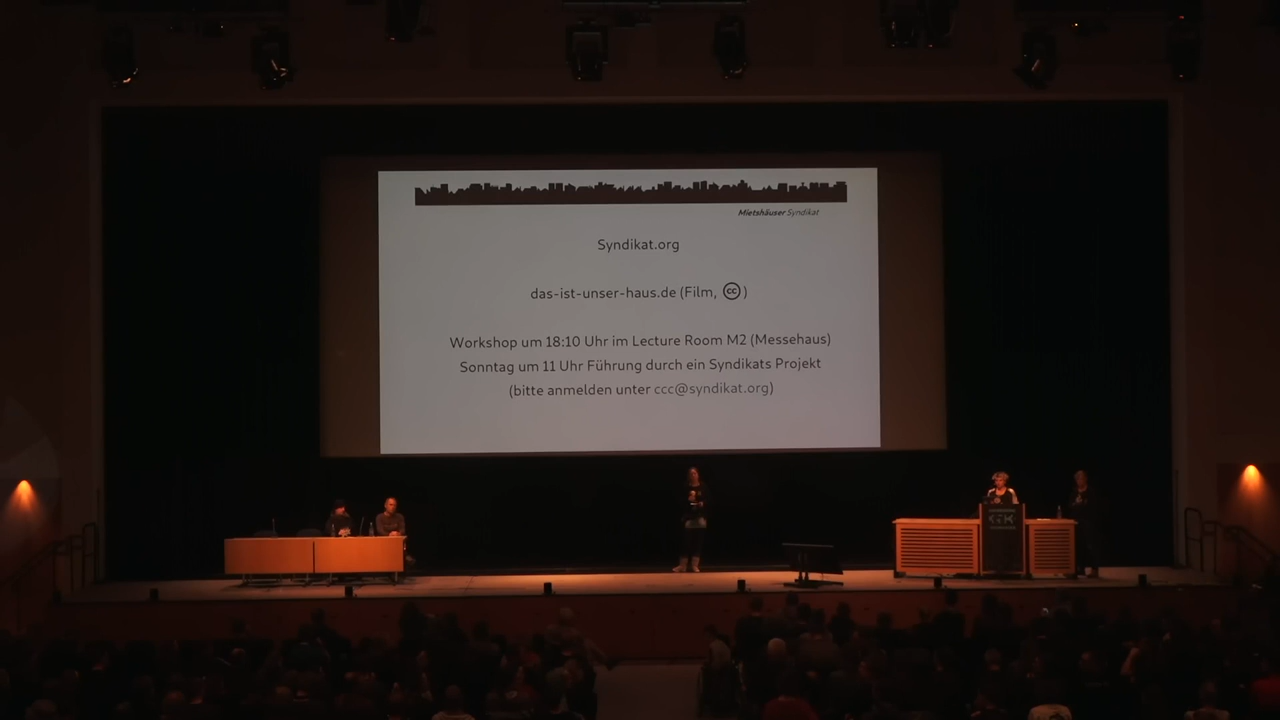 Mietshäuser Syndikat
Syndikat.org
das-ist-unser-haus.de (Film, cc)
Workshop um 18:10 Uhr im Lecture Room M2 (Messehaus)
Sonntag um 11 Uhr Führung durch ein Syndikats Projekt
(bitte anmelden unter ccc@syndikat.org)